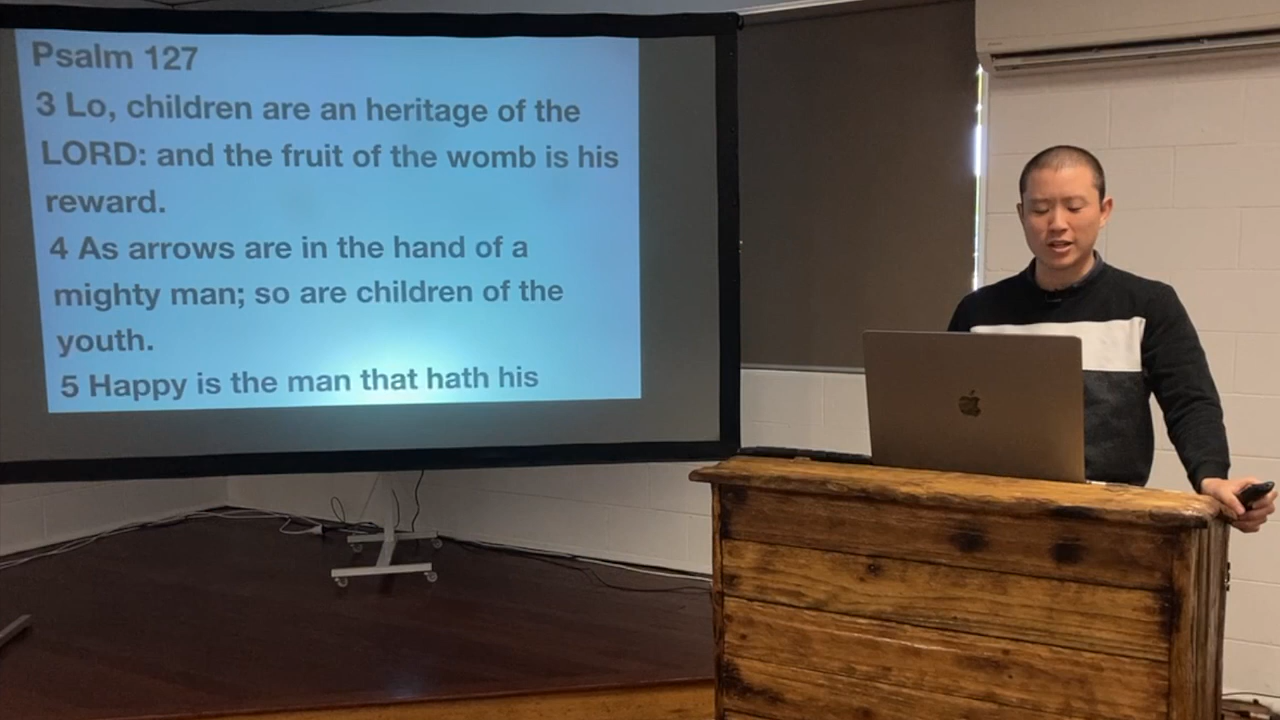 Psalm 127
3 Lo, children are an heritage of the
LORD: and the fruit of the womb is his
reward.
4 As arrows are in the hand of a
mighty man; so are children of the
youth.
5 Happy is the man that hath his